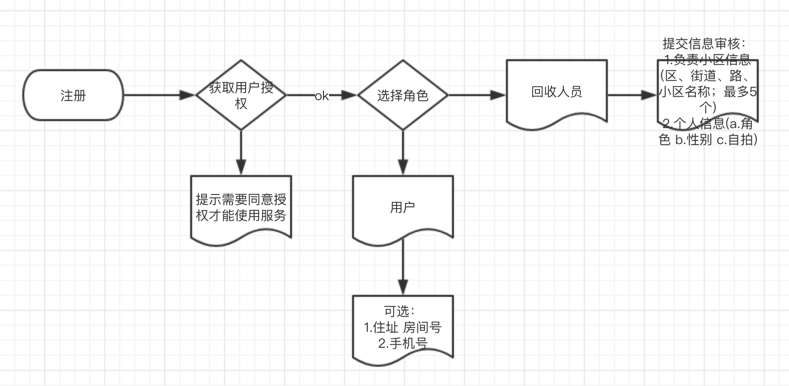 注册
获取用户授
权
ok
选择角色
回收人员
提交信息审核：
1.负责小区信息
(区、街道、路、
小区名称；最多5
个)
2.个人信息(a.角
色 b.性别 c.自拍)
提示需要同意授
权才能使用服务
用户
可选：
1.住址 房间号
2.手机号